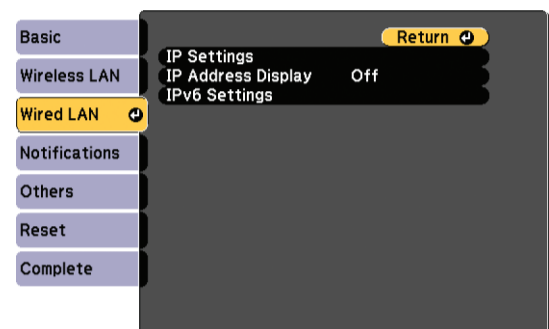 Basic
Wireless LAN
Wired LAN
Notifications
Others
Reset
Complete
Return
IP Settings
IP Address Display Off
IPv6 Settings